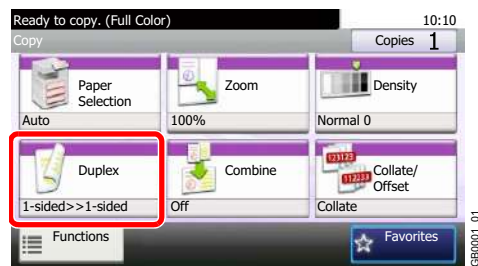 Ready to copy. (Full Color)
10:10
Copy
Copies 1
Paper
Selection
Auto
Zoom
100%
Density
Normal 0
Duplex
1-sided>>1-sided
Combine
Off
123123
112233
Collate/
Offset
Collate
Functions
Favorites
GB0001_01